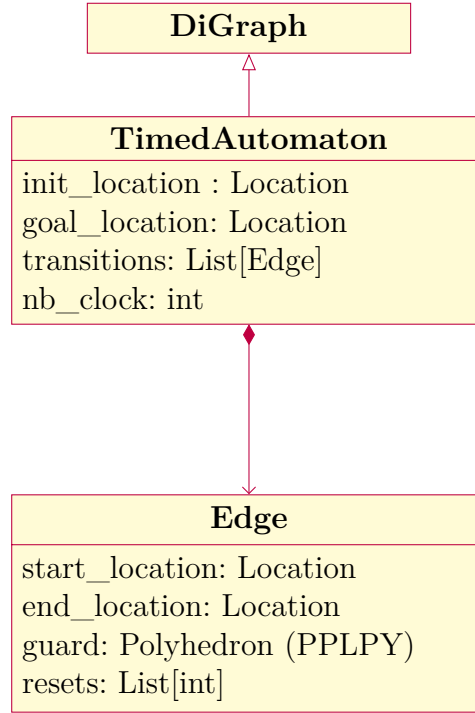 DiGraph
TimedAutomaton
init_location : Location
goal_location: Location
transitions: List[Edge]
nb_clock: int
Edge
start_location: Location
end_location: Location
guard: Polyhedron (PPLPY)
resets: List[int]